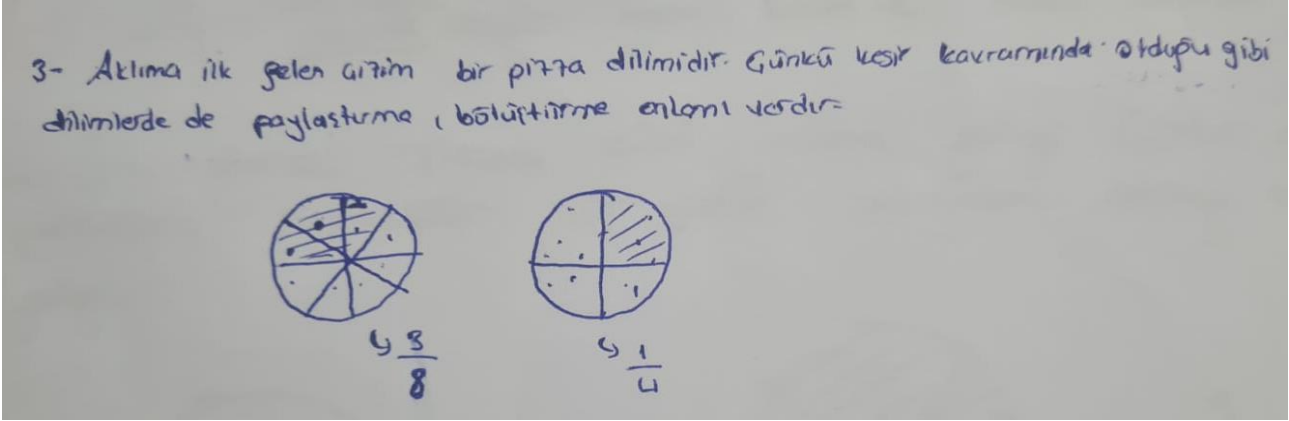 3- Aklıma ilk gelen çizim bir pizza dilimidir. Çünkü kesir kavramında olduğu gibi
dilimlerde de paylaştırma, bölüştürme anlamı vardır.
3/8
1/4